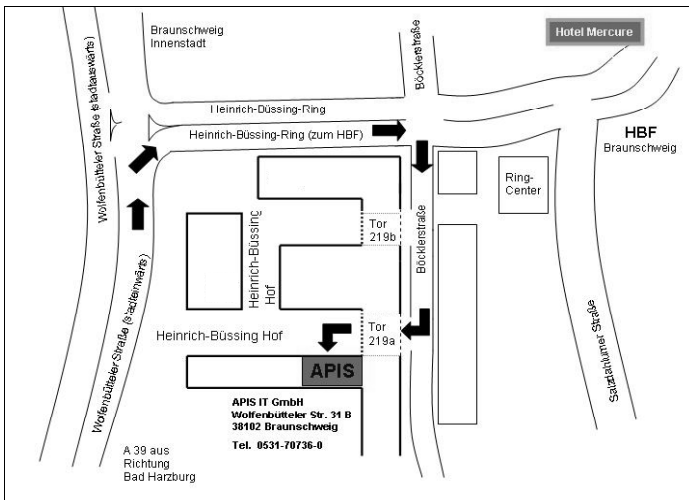 Braunschweig
Innenstadt
Hotel Mercure
Böcklerstraße
Wolfenbütteler Straße (stadtauswärts)
Heinrich-Düssing-Ring
Heinrich-Büssing-Ring (zum HBF)
HBF
Braunschweig
Ring-
Center
Tor
219b
Heinrich-Büssing
Hof
Böcklerstraße
Wolfenbütteler Straße (stadteinwärts)
Heinrich-Büssing Hof
Tor
219a
Salzdahlumer Straße
APIS
APIS IT GmbH
Wolfenbütteler Str. 31 B
38102 Braunschweig
Tel. 0531-70736-0
A 39 aus
Richtung
Bad Harzburg